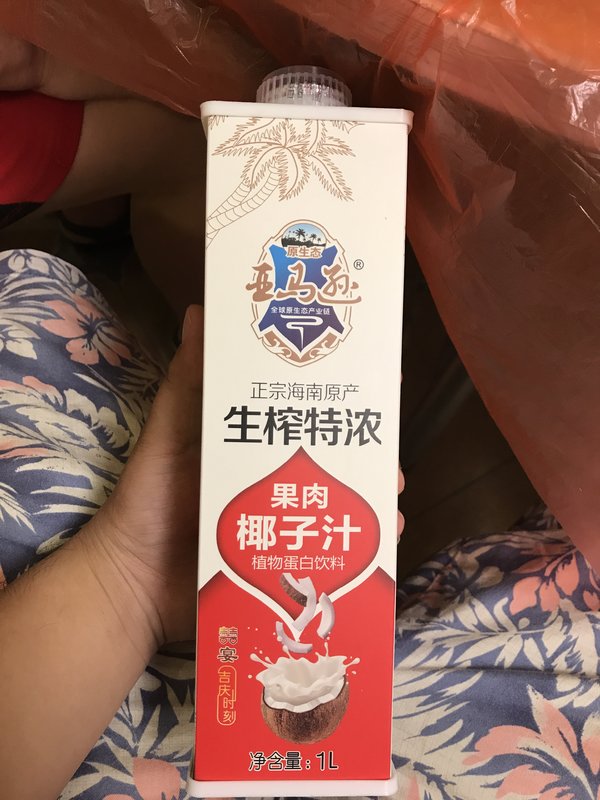 原生态
亚马逊®
全球原生态产业链
正宗海南原产
生榨特浓
果肉
椰子汁
植物蛋白饮料
囍
宴
吉庆时刻
净含量：1L